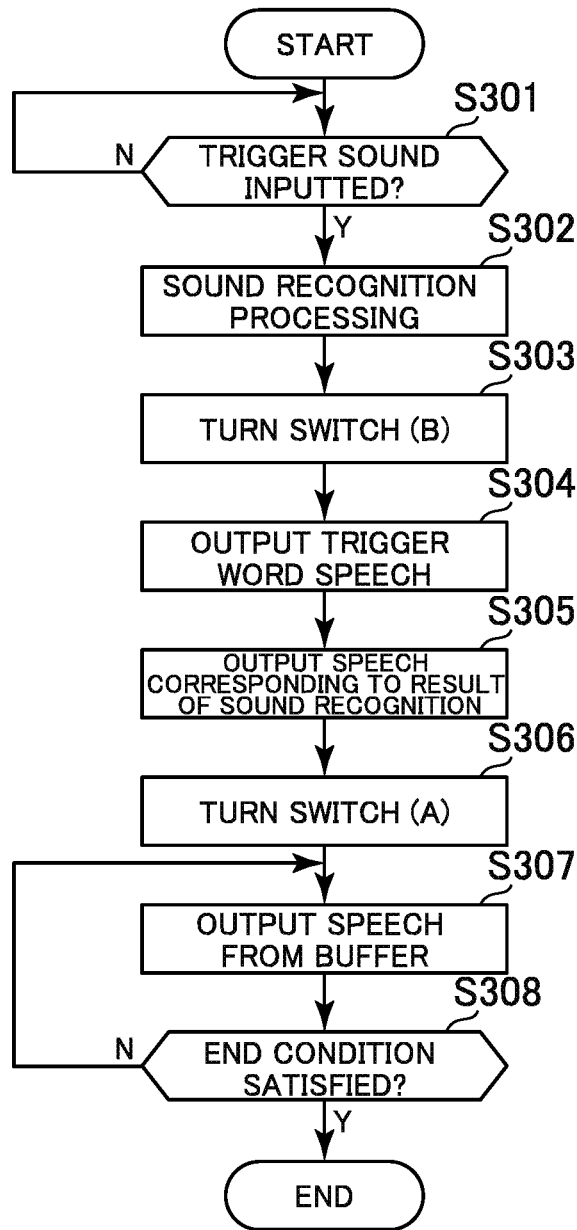 START
S301
N
TRIGGER SOUND
INPUTTED?
Y
S302
SOUND RECOGNITION
PROCESSING
S303
TURN SWITCH (B)
S304
OUTPUT TRIGGER
WORD SPEECH
S305
OUTPUT SPEECH
CORRESPONDING TO RESULT
OF SOUND RECOGNITION
S306
TURN SWITCH (A)
S307
OUTPUT SPEECH
FROM BUFFER
S308
N
END CONDITION
SATISFIED?
Y
END